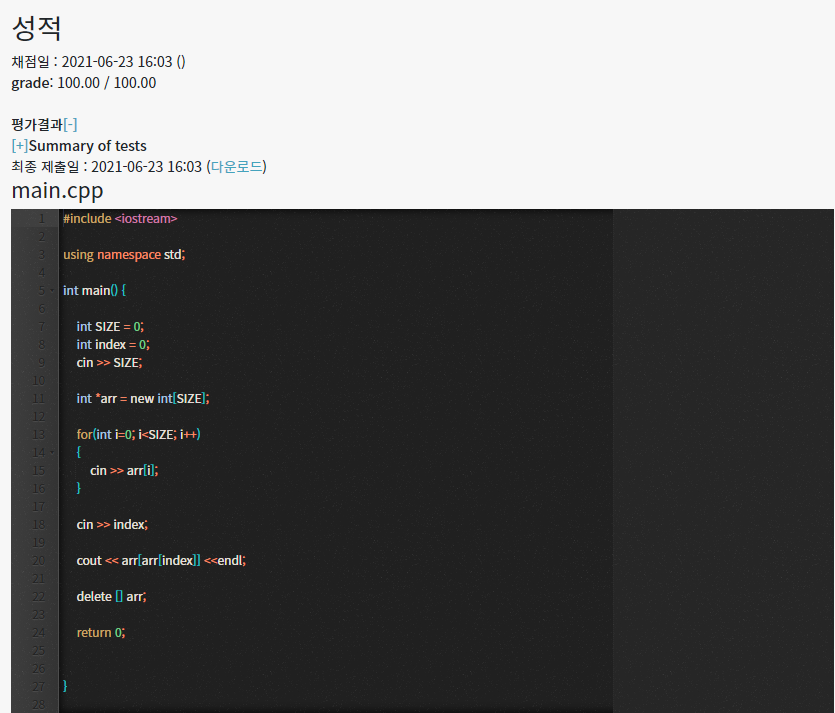 성적
채점일 : 2021-06-23 16:03 ()
grade: 100.00 / 100.00
평가결과[-]
[+]Summary of tests
최종 제출일 : 2021-06-23 16:03 (다운로드)
main.cpp
1 #include <iostream>
2
3 using namespace std;
4
5 int main() {
6
7 int SIZE = 0;
8 int index = 0;
9 cin >> SIZE;
10
11 int *arr = new int[SIZE];
12
13 for(int i=0; i<SIZE; i++)
14 {
15 cin >> arr[i];
16 }
17
18 cin >> index;
19
20 cout << arr[arr[index]] <<endl;
21
22 delete [] arr;
23
24 return 0;
25
26
27 }
28